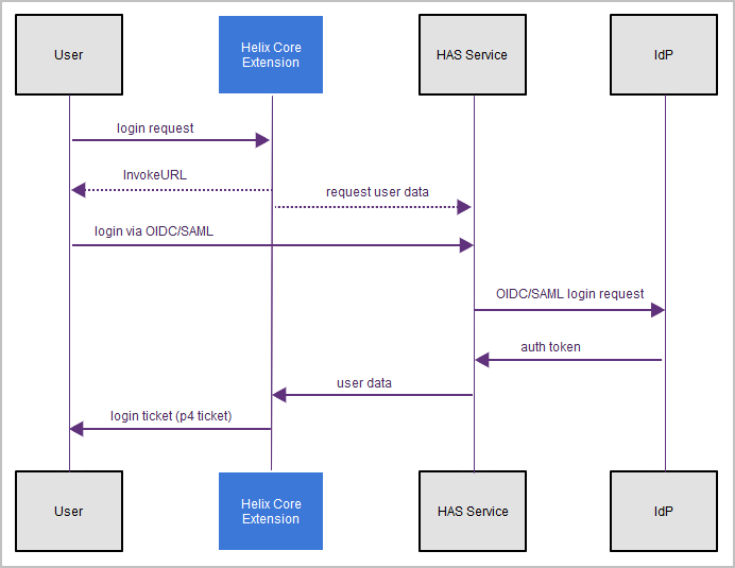 User
Helix Core
Extension
HAS Service
IdP
login request
InvokeURL
request user data
login via OIDC/SAML
OIDC/SAML login request
auth token
user data
login ticket (p4 ticket)
User
Helix Core
Extension
HAS Service
IdP